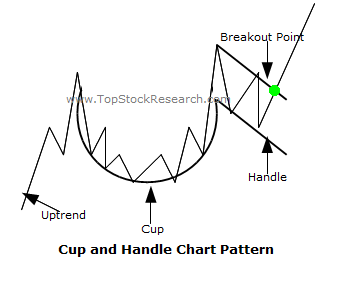 Breakout Point
www.TopStockResearch.com
Handle
Uptrend
Cup
Cup and Handle Chart Pattern